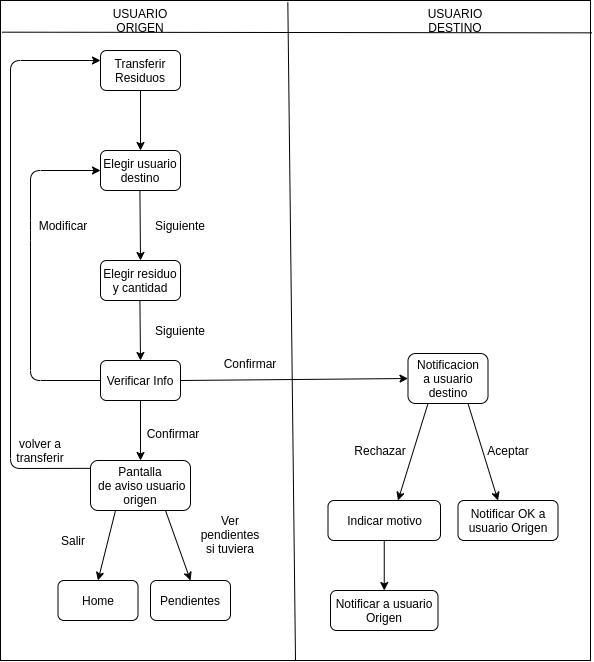 USUARIO
ORIGEN
USUARIO
DESTINO
Transferir
Residuos
Elegir usuario
destino
Modificar
Siguiente
Elegir residuo
y cantidad
Siguiente
Verificar Info
Confirmar
Notificacion
a usuario
destino
Confirmar
volver a
transferir
Pantalla
de aviso usuario
origen
Rechazar
Aceptar
Salir
Ver
pendientes
si tuviera
Indicar motivo
Notificar OK a
usuario Origen
Home
Pendientes
Notificar a usuario
Origen